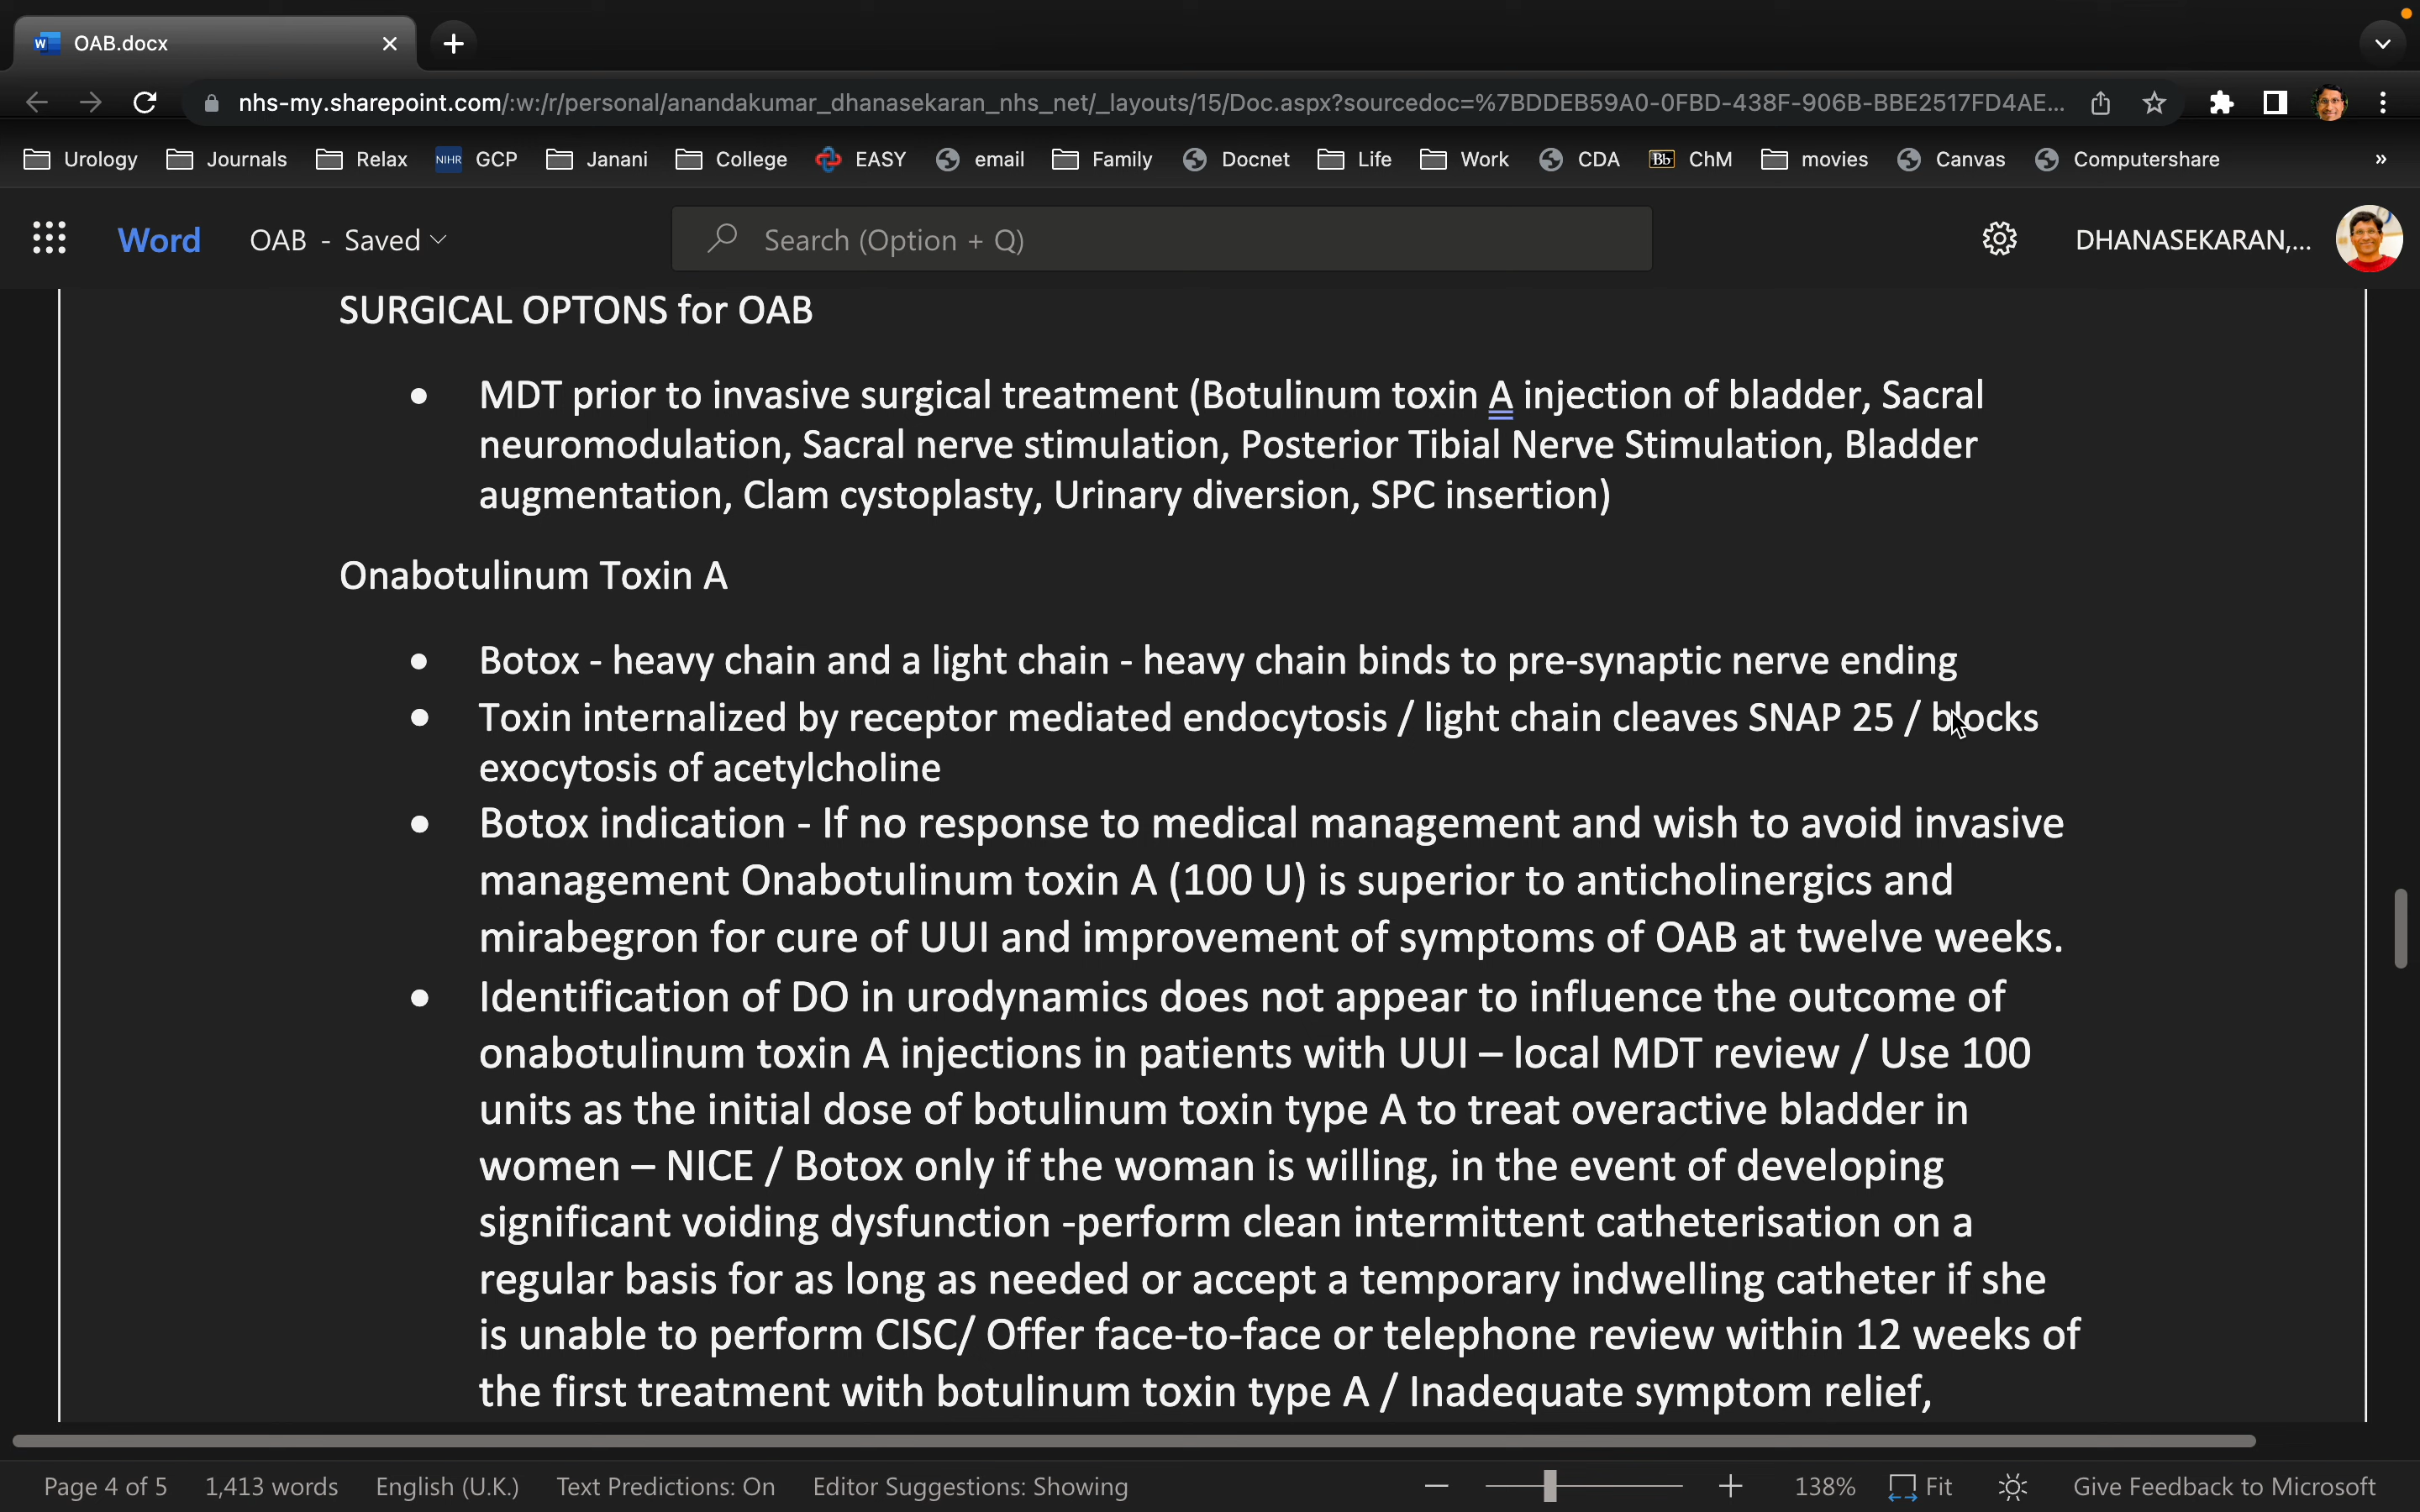 OAB.docx
nhs-my.sharepoint.com/:w:/r/personal/anandakumar_dhanasekaran_nhs_net/_layouts/15/Doc.aspx?sourcedoc=%7BDDEB59A0-0FBD-438F-906B-BBE2517FD4AE...
Urology Journals Relax NIHR GCP Janani College EASY email Family Docnet Life Work CDA Bb ChM movies Canvas Computershare »
W Word OAB - Saved Search (Option + Q) DHANASEKARAN,...
SURGICAL OPTONS for OAB
• MDT prior to invasive surgical treatment (Botulinum toxin A injection of bladder, Sacral
neuromodulation, Sacral nerve stimulation, Posterior Tibial Nerve Stimulation, Bladder
augmentation, Clam cystoplasty, Urinary diversion, SPC insertion)
Onabotulinum Toxin A
• Botox - heavy chain and a light chain - heavy chain binds to pre-synaptic nerve ending
• Toxin internalized by receptor mediated endocytosis / light chain cleaves SNAP 25 / blocks
exocytosis of acetylcholine
• Botox indication - If no response to medical management and wish to avoid invasive
management Onabotulinum toxin A (100 U) is superior to anticholinergics and
mirabegron for cure of UUI and improvement of symptoms of OAB at twelve weeks.
• Identification of DO in urodynamics does not appear to influence the outcome of
onabotulinum toxin A injections in patients with UUI – local MDT review / Use 100
units as the initial dose of botulinum toxin type A to treat overactive bladder in
women – NICE / Botox only if the woman is willing, in the event of developing
significant voiding dysfunction -perform clean intermittent catheterisation on a
regular basis for as long as needed or accept a temporary indwelling catheter if she
is unable to perform CISC/ Offer face-to-face or telephone review within 12 weeks of
the first treatment with botulinum toxin type A / Inadequate symptom relief,
Page 4 of 5 1,413 words English (U.K.) Text Predictions: On Editor Suggestions: Showing 138% Fit Give Feedback to Microsoft